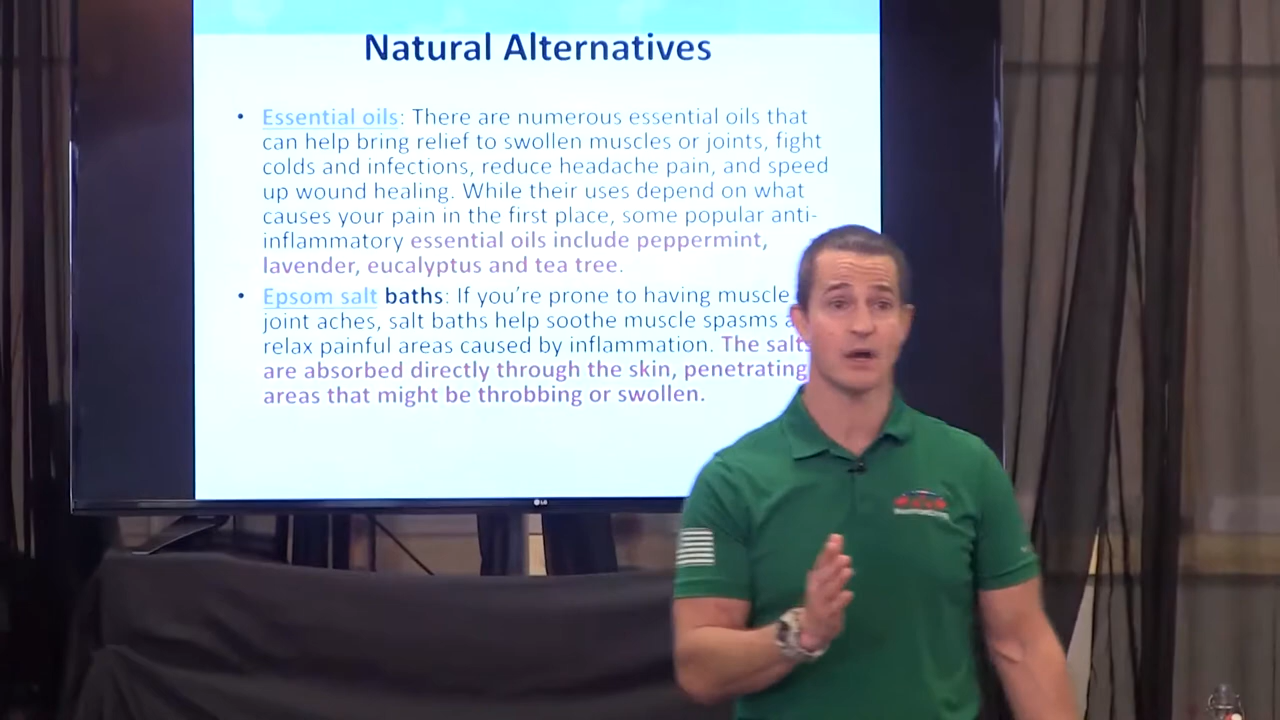 Natural Alternatives
• Essential oils: There are numerous essential oils that
can help bring relief to swollen muscles or joints, fight
colds and infections, reduce headache pain, and speed
up wound healing. While their uses depend on what
causes your pain in the first place, some popular anti-
inflammatory essential oils include peppermint,
lavender, eucalyptus and tea tree.
• Epsom salt baths: If you’re prone to having muscle
joint aches, salt baths help soothe muscle spasms
relax painful areas caused by inflammation. The salts
are absorbed directly through the skin, penetrating
areas that might be throbbing or swollen.
LG